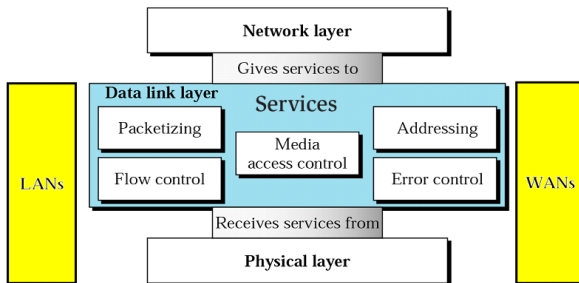 Network layer
Gives services to
Data link layer
Services
Packetizing
Addressing
Media
access control
Flow control
Error control
LANs
WANs
Receives services from
Physical layer